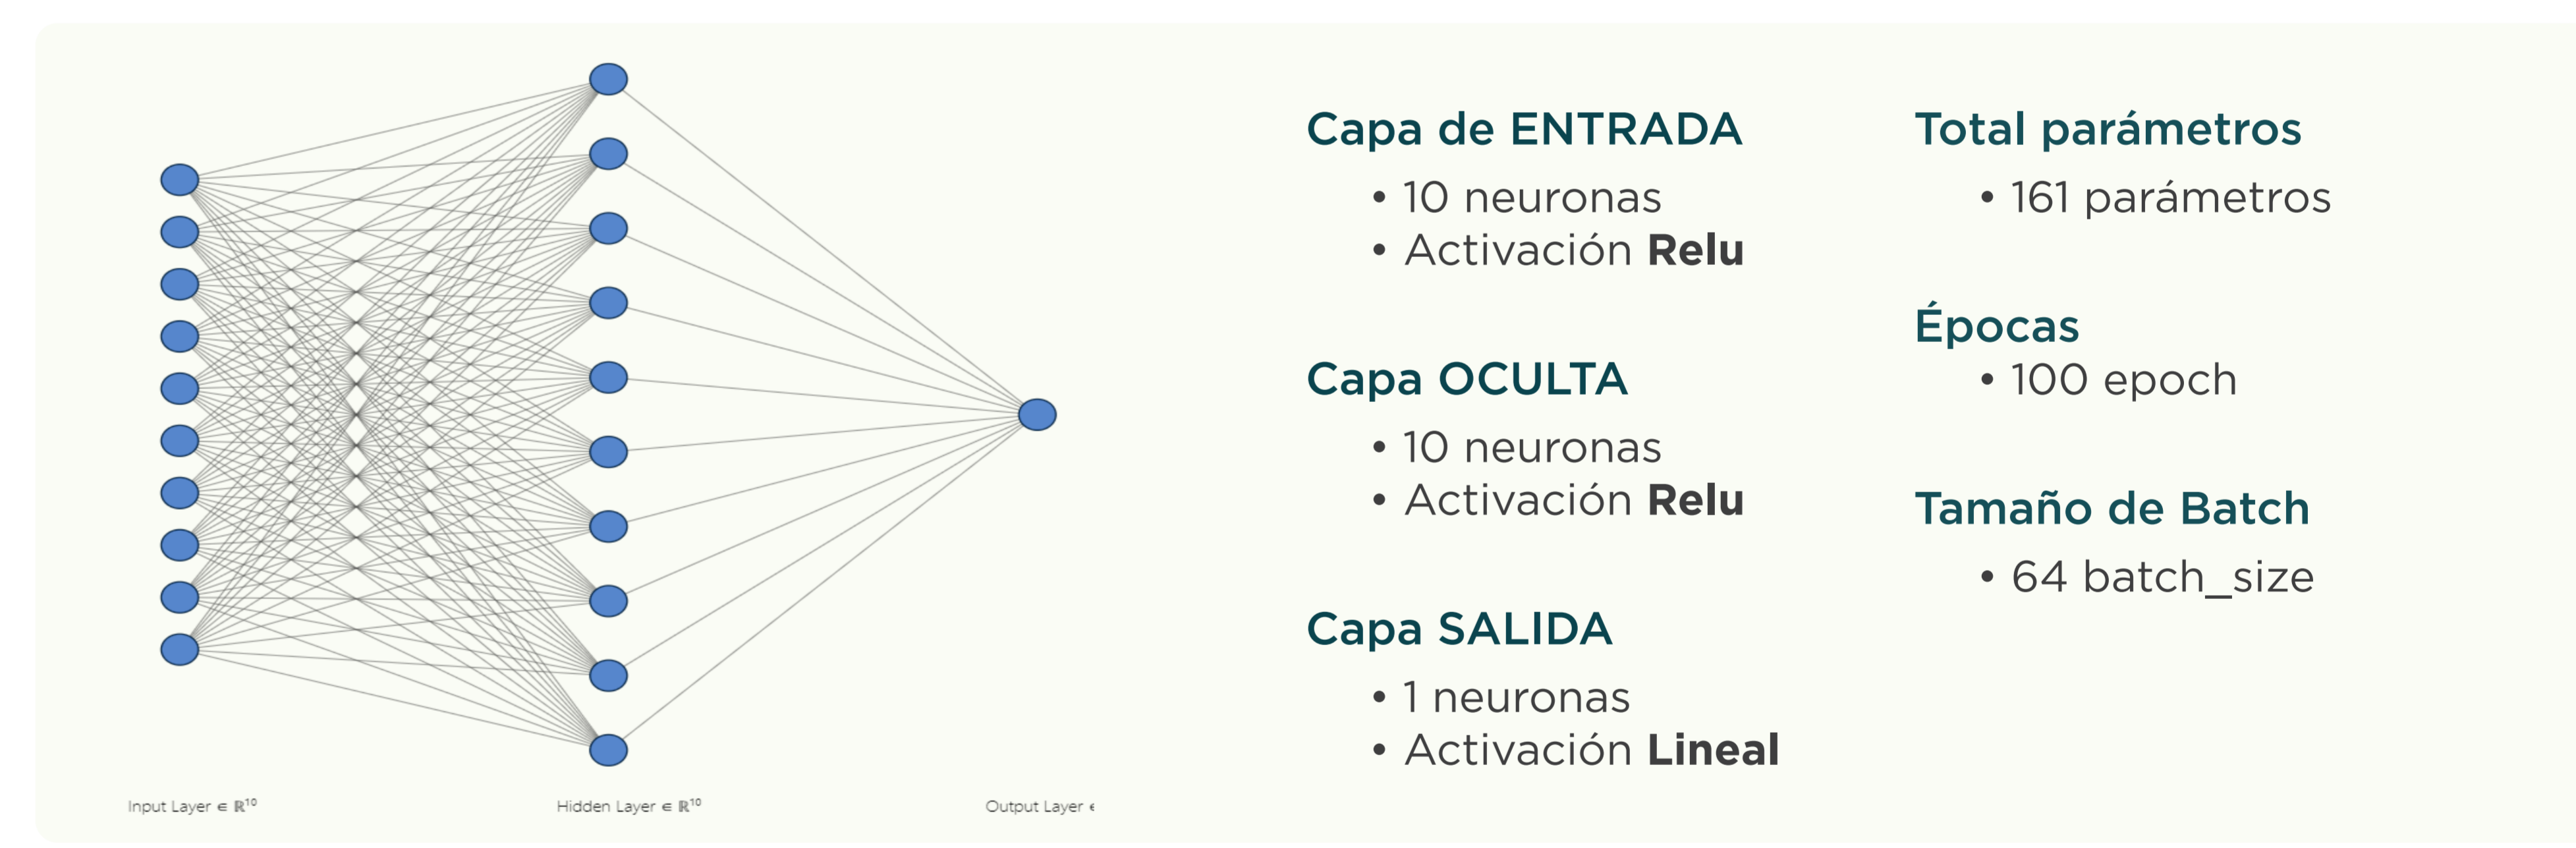 Input Layer ∈ ℝ¹⁰
Hidden Layer ∈ ℝ¹⁰
Output Layer ∈
Capa de ENTRADA
• 10 neuronas
• Activación Relu
Capa OCULTA
• 10 neuronas
• Activación Relu
Capa SALIDA
• 1 neuronas
• Activación Lineal
Total parámetros
• 161 parámetros
Épocas
• 100 epoch
Tamaño de Batch
• 64 batch_size